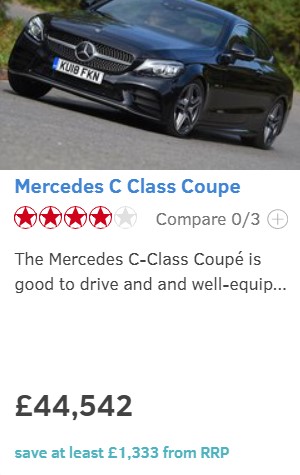 KU18 FKN
Mercedes C Class Coupe
Compare 0/3
The Mercedes C-Class Coupé is
good to drive and and well-equip...
£44,542
save at least £1,333 from RRP